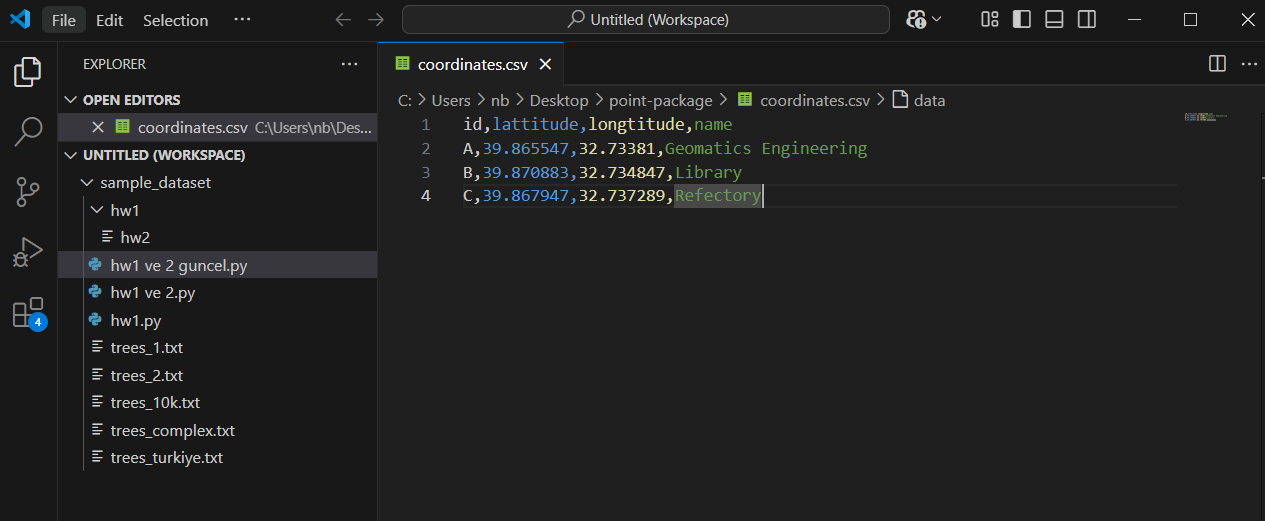 File Edit Selection ··· Untitled (Workspace)
EXPLORER ···
OPEN EDITORS
coordinates.csv C:\Users\nb\Des...
UNTITLED (WORKSPACE)
sample_dataset
hw1
hw2
hw1 ve 2 guncel.py
hw1 ve 2.py
hw1.py
trees_1.txt
trees_2.txt
trees_10k.txt
trees_complex.txt
trees_turkiye.txt
4
coordinates.csv
C: > Users > nb > Desktop > point-package > coordinates.csv > data
1 id,lattitude,longtitude,name
2 A,39.865547,32.73381,Geomatics Engineering
3 B,39.870883,32.734847,Library
4 C,39.867947,32.737289,Refectory